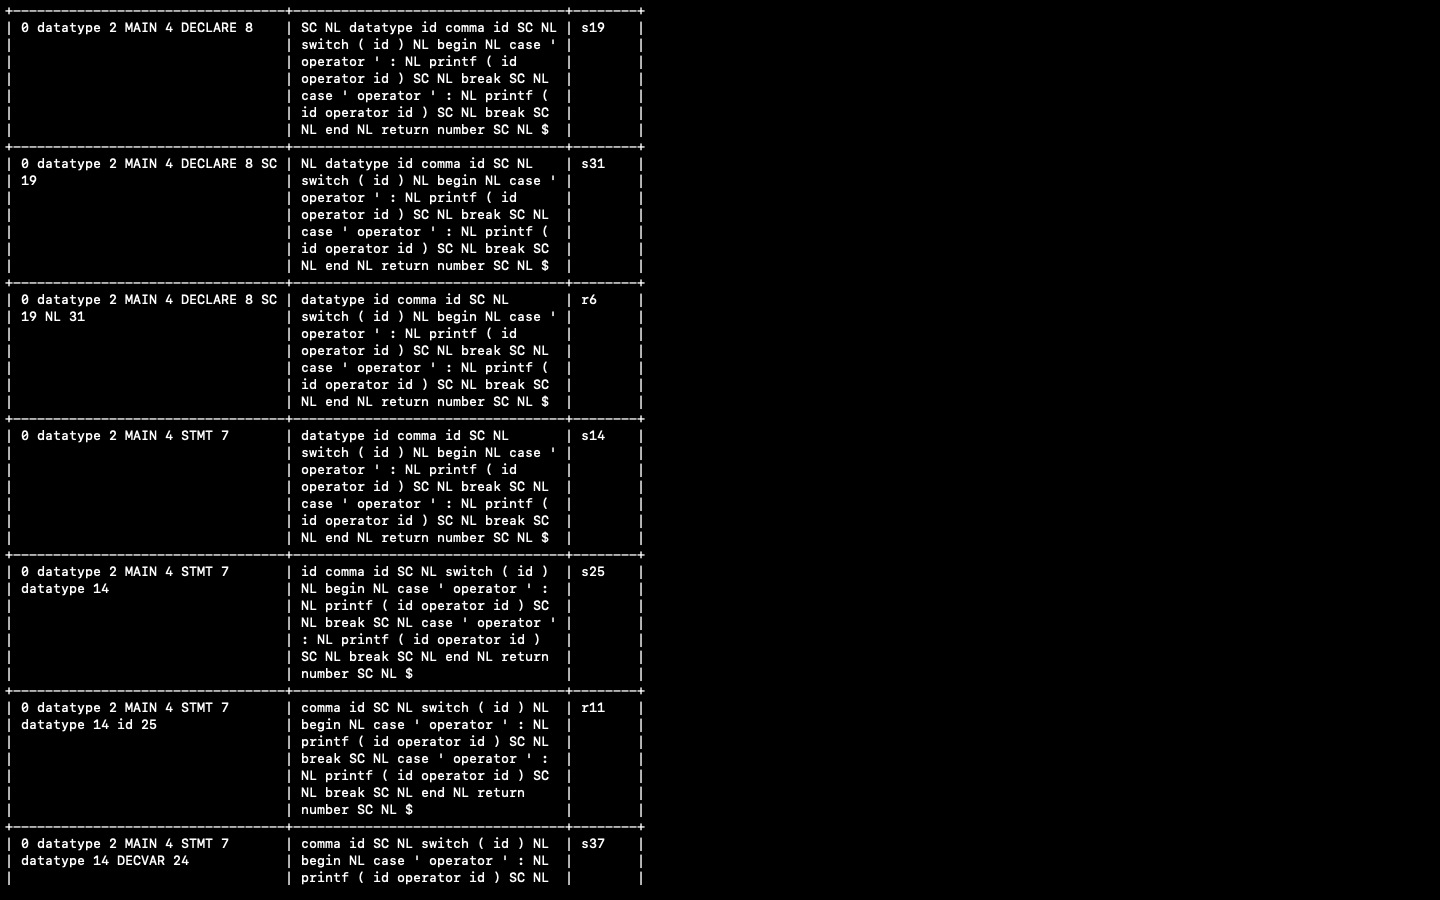 +----------------------------------+----------------------------------+--------+
| 0 datatype 2 MAIN 4 DECLARE 8    | SC NL datatype id comma id SC NL | s19    |
|                                  | switch ( id ) NL begin NL case ' |        |
|                                  | operator ' : NL printf ( id      |        |
|                                  | operator id ) SC NL break SC NL  |        |
|                                  | case ' operator ' : NL printf (  |        |
|                                  | id operator id ) SC NL break SC  |        |
|                                  | NL end NL return number SC NL $  |        |
+----------------------------------+----------------------------------+--------+
| 0 datatype 2 MAIN 4 DECLARE 8 SC | NL datatype id comma id SC NL    | s31    |
| 19                               | switch ( id ) NL begin NL case ' |        |
|                                  | operator ' : NL printf ( id      |        |
|                                  | operator id ) SC NL break SC NL  |        |
|                                  | case ' operator ' : NL printf (  |        |
|                                  | id operator id ) SC NL break SC  |        |
|                                  | NL end NL return number SC NL $  |        |
+----------------------------------+----------------------------------+--------+
| 0 datatype 2 MAIN 4 DECLARE 8 SC | datatype id comma id SC NL       | r6     |
| 19 NL 31                         | switch ( id ) NL begin NL case ' |        |
|                                  | operator ' : NL printf ( id      |        |
|                                  | operator id ) SC NL break SC NL  |        |
|                                  | case ' operator ' : NL printf (  |        |
|                                  | id operator id ) SC NL break SC  |        |
|                                  | NL end NL return number SC NL $  |        |
+----------------------------------+----------------------------------+--------+
| 0 datatype 2 MAIN 4 STMT 7       | datatype id comma id SC NL       | s14    |
|                                  | switch ( id ) NL begin NL case ' |        |
|                                  | operator ' : NL printf ( id      |        |
|                                  | operator id ) SC NL break SC NL  |        |
|                                  | case ' operator ' : NL printf (  |        |
|                                  | id operator id ) SC NL break SC  |        |
|                                  | NL end NL return number SC NL $  |        |
+----------------------------------+----------------------------------+--------+
| 0 datatype 2 MAIN 4 STMT 7       | id comma id SC NL switch ( id )  | s25    |
| datatype 14                      | NL begin NL case ' operator ' :  |        |
|                                  | NL printf ( id operator id ) SC  |        |
|                                  | NL break SC NL case ' operator ' |        |
|                                  | : NL printf ( id operator id )   |        |
|                                  | SC NL break SC NL end NL return  |        |
|                                  | number SC NL $                   |        |
+----------------------------------+----------------------------------+--------+
| 0 datatype 2 MAIN 4 STMT 7       | comma id SC NL switch ( id ) NL  | r11    |
| datatype 14 id 25                | begin NL case ' operator ' : NL  |        |
|                                  | printf ( id operator id ) SC NL  |        |
|                                  | break SC NL case ' operator ' :  |        |
|                                  | NL printf ( id operator id ) SC  |        |
|                                  | NL break SC NL end NL return     |        |
|                                  | number SC NL $                   |        |
+----------------------------------+----------------------------------+--------+
| 0 datatype 2 MAIN 4 STMT 7       | comma id SC NL switch ( id ) NL  | s37    |
| datatype 14 DECVAR 24            | begin NL case ' operator ' : NL  |        |
|                                  | printf ( id operator id ) SC NL  |        |